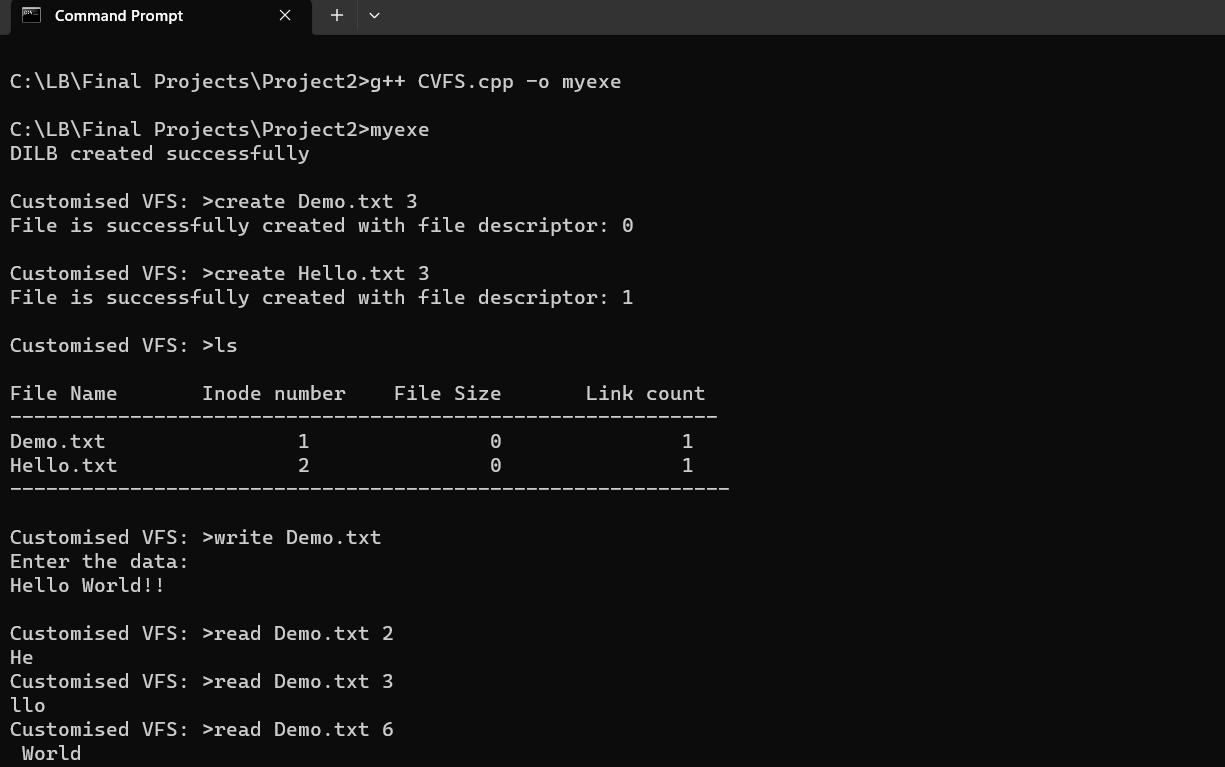 Command Prompt
C:\LB\Final Projects\Project2>g++ CVFS.cpp -o myexe
C:\LB\Final Projects\Project2>myexe
DILB created successfully
Customised VFS: >create Demo.txt 3
File is successfully created with file descriptor: 0
Customised VFS: >create Hello.txt 3
File is successfully created with file descriptor: 1
Customised VFS: >ls
File Name       Inode number    File Size       Link count
-----------------------------------------------------------
Demo.txt                1               0               1
Hello.txt               2               0               1
------------------------------------------------------------
Customised VFS: >write Demo.txt
Enter the data:
Hello World!!
Customised VFS: >read Demo.txt 2
He
Customised VFS: >read Demo.txt 3
llo
Customised VFS: >read Demo.txt 6
 World